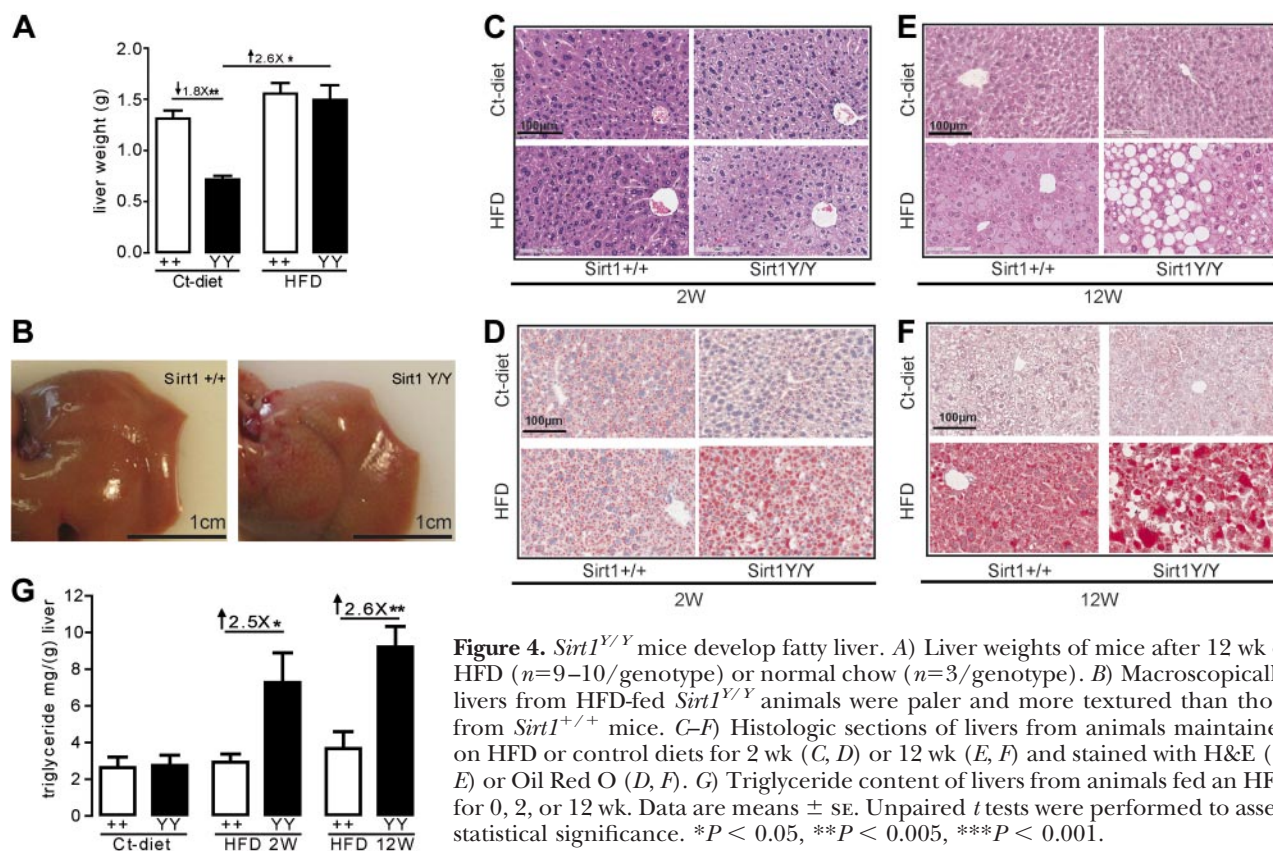 A
liver weight (g)
2.0
1.5
1.0
0.5
0.0
↓1.8X**
↑2.6X *
++ YY ++ YY
Ct-diet HFD
B
Sirt1 +/+
1cm
Sirt1 Y/Y
1cm
C
Ct-diet
100µm
HFD
Sirt1+/+ Sirt1Y/Y
2W
D
Ct-diet
100µm
HFD
Sirt1+/+ Sirt1Y/Y
2W
E
Ct-diet
100µm
HFD
Sirt1+/+ Sirt1Y/Y
12W
F
Ct-diet
100µm
HFD
Sirt1+/+ Sirt1Y/Y
12W
G
triglyceride mg/(g) liver
12
10
8
6
4
2
0
↑2.5X *
↑2.6X **
++ YY ++ YY ++ YY
Ct-diet HFD 2W HFD 12W
Figure 4. Sirt1Y/Y mice develop fatty liver. A) Liver weights of mice after 12 wk
HFD (n=9–10/genotype) or normal chow (n=3/genotype). B) Macroscopicall
livers from HFD-fed Sirt1Y/Y animals were paler and more textured than tho
from Sirt1+/+ mice. C–F) Histologic sections of livers from animals maintaine
on HFD or control diets for 2 wk (C, D) or 12 wk (E, F) and stained with H&E (
E) or Oil Red O (D, F). G) Triglyceride content of livers from animals fed an HF
for 0, 2, or 12 wk. Data are means ± SE. Unpaired t tests were performed to asse
statistical significance. *P < 0.05, **P < 0.005, ***P < 0.001.